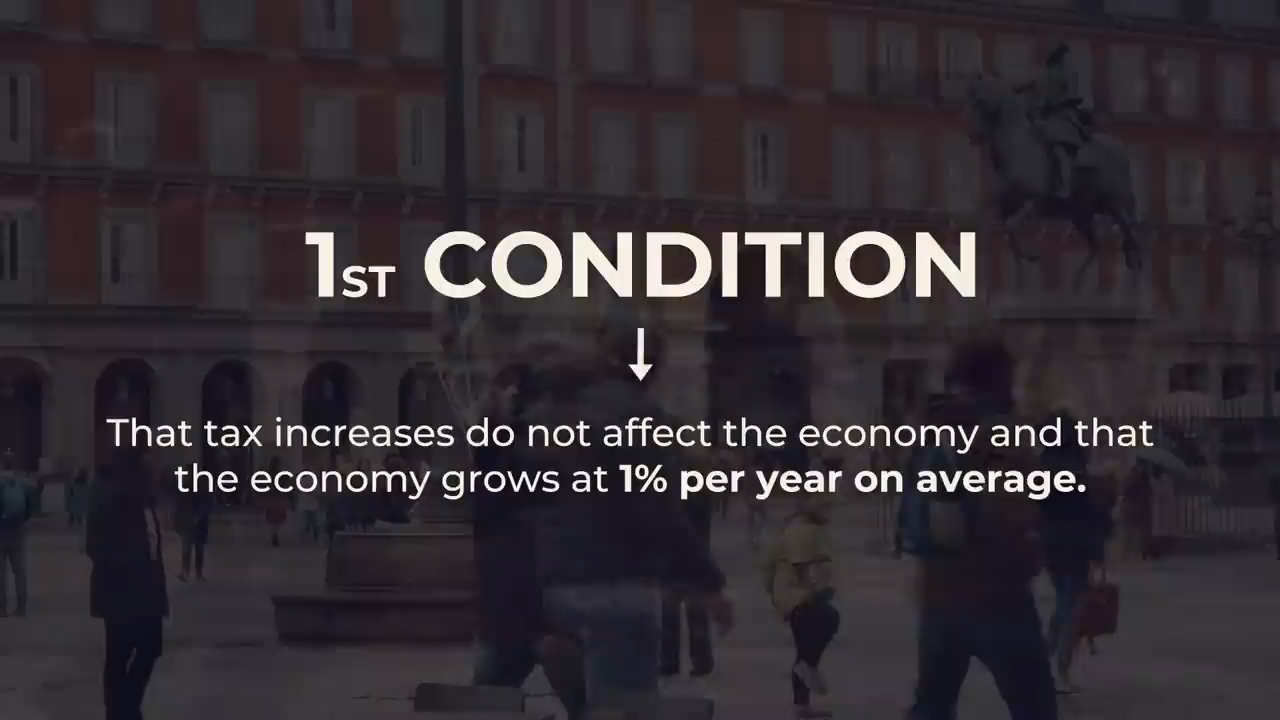 1ST CONDITION
That tax increases do not affect the economy and that
the economy grows at 1% per year on average.